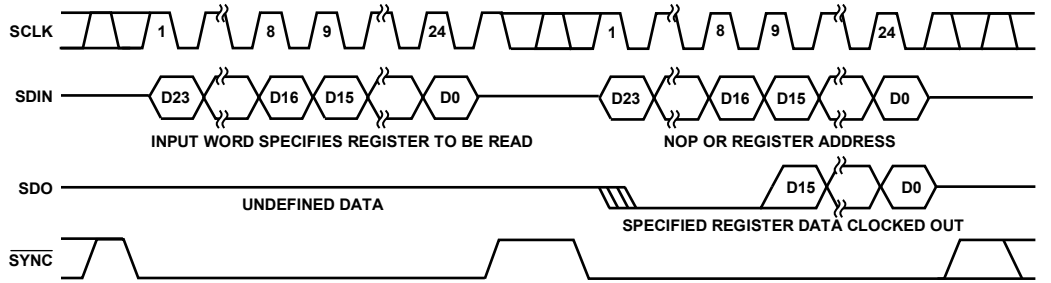 SCLK 1 8 9 24 1 8 9 24
SDIN D23 D16 D15 D0 D23 D16 D15 D0
INPUT WORD SPECIFIES REGISTER TO BE READ NOP OR REGISTER ADDRESS
SDO D15 D0
UNDEFINED DATA
SPECIFIED REGISTER DATA CLOCKED OUT
SYNC